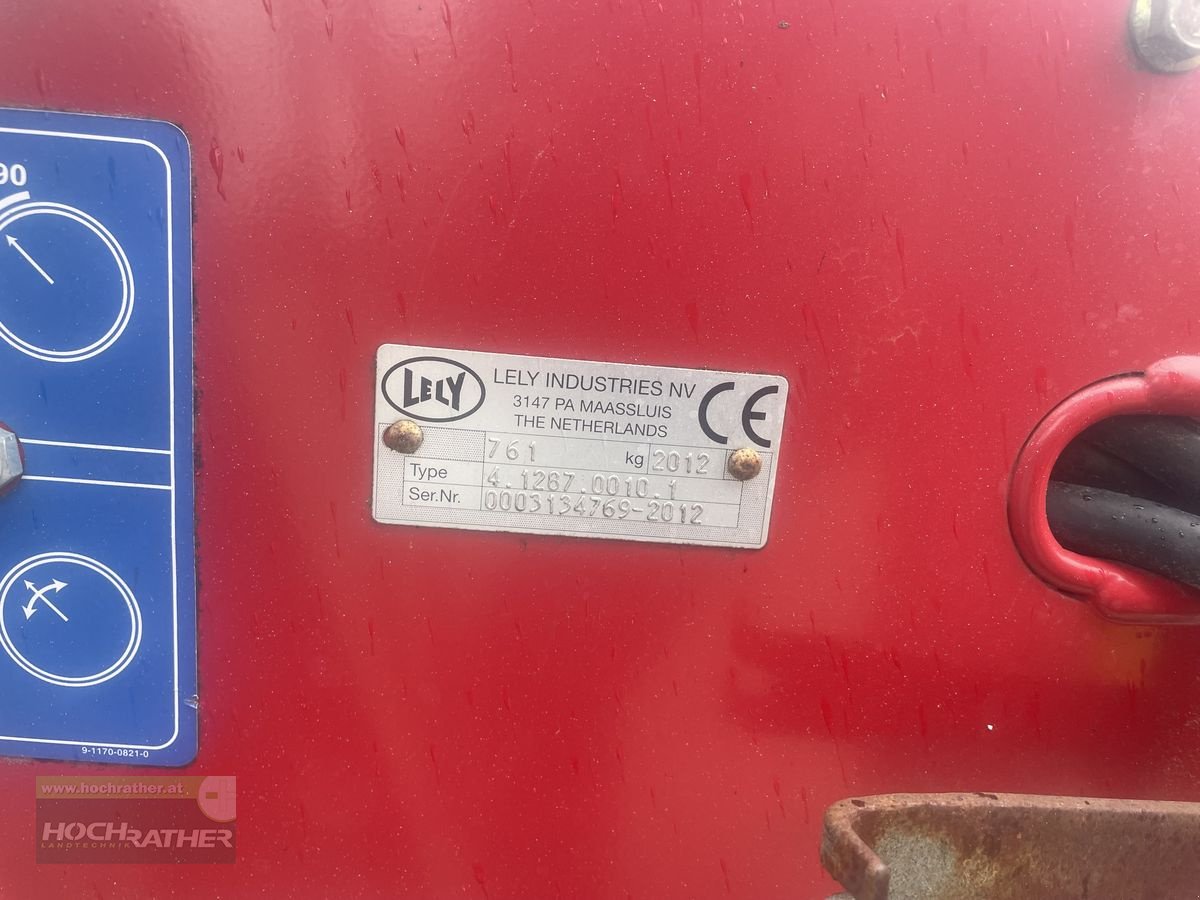 90
LELY
LELY INDUSTRIES NV
3147 PA MAASSLUIS
THE NETHERLANDS
CE
761 kg 2012
Type 4.1287.0010.1
Ser.Nr. 0003134769-2012
9-1170-0821-0
www.hochrather.at
HOCHRATHER
LANDTECHNIK